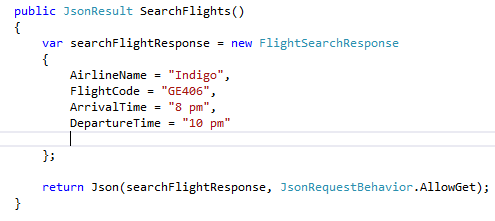 public JsonResult SearchFlights()
{
var searchFlightResponse = new FlightSearchResponse
{
AirlineName = "Indigo",
FlightCode = "GE406",
ArrivalTime = "8 pm",
DepartureTime = "10 pm"
};
return Json(searchFlightResponse, JsonRequestBehavior.AllowGet);
}